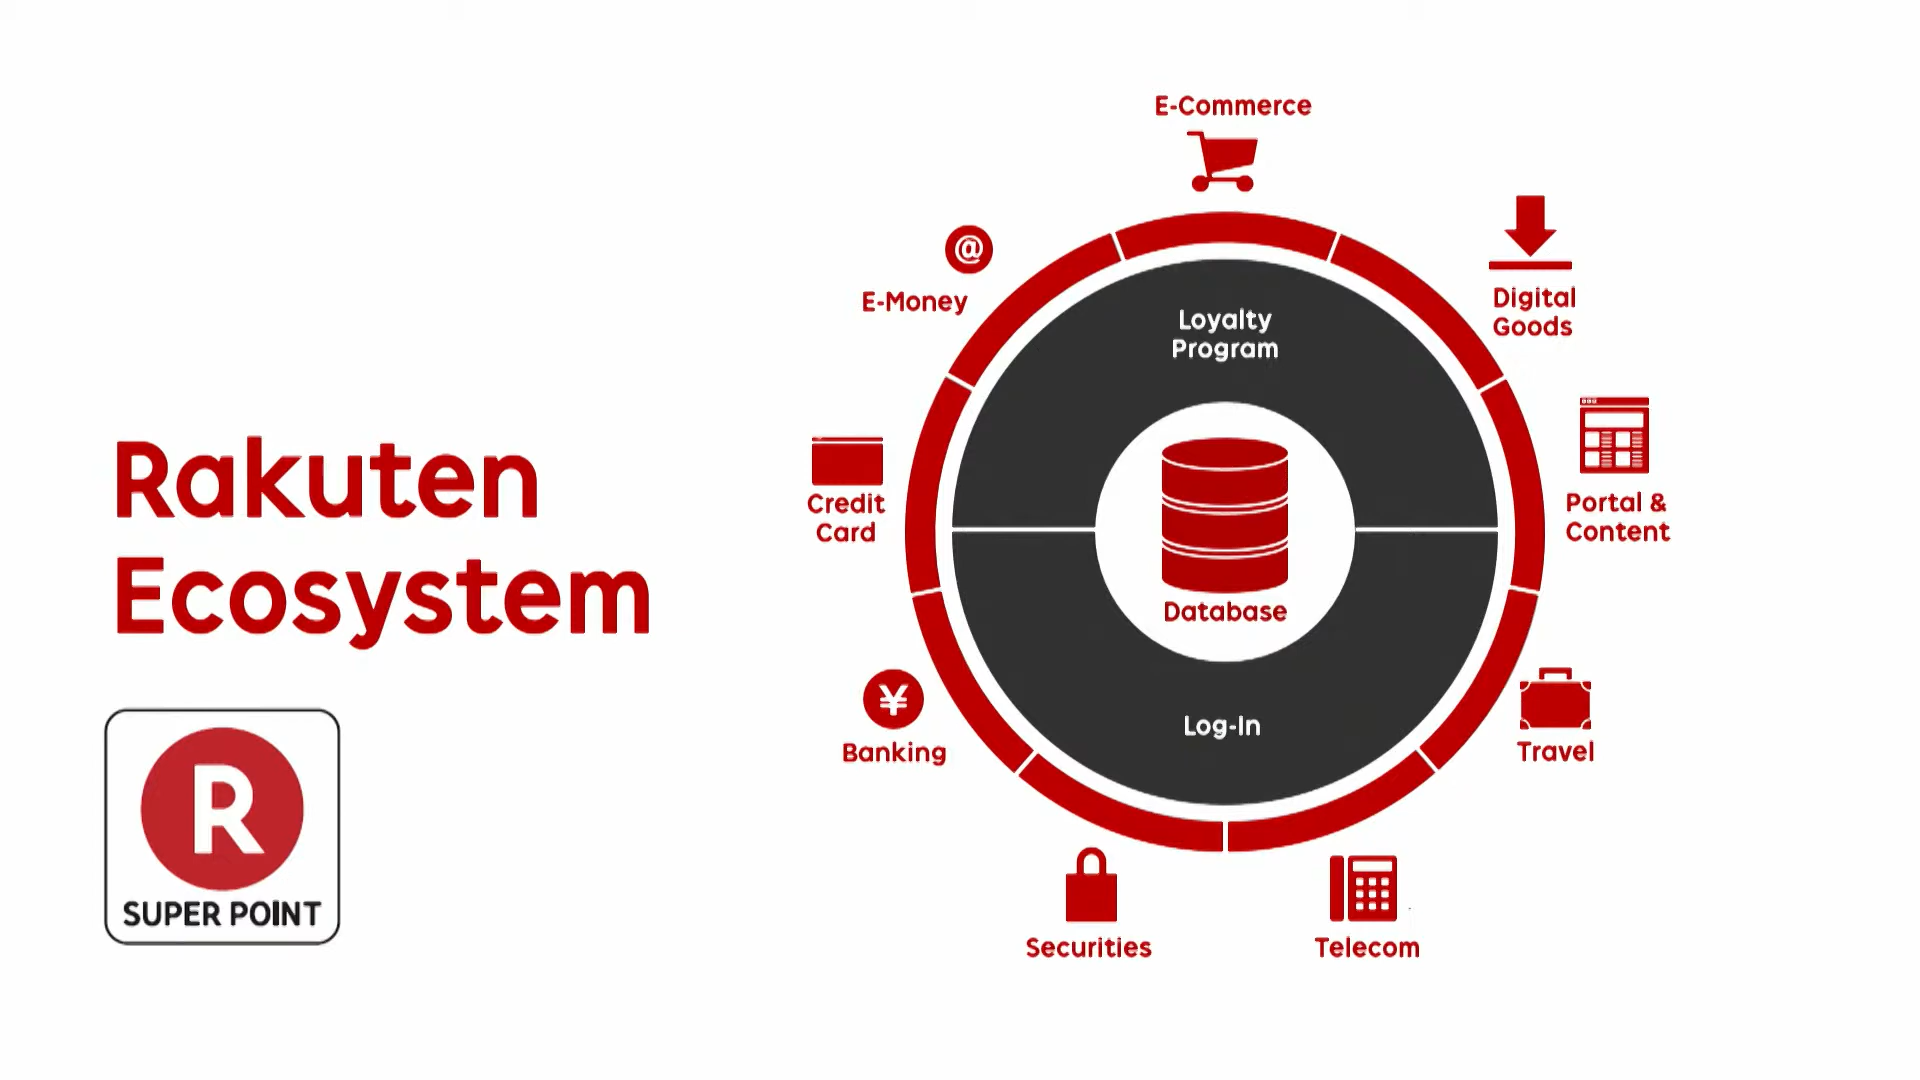 Rakuten
Ecosystem
R
SUPER POINT
E-Commerce
Digital
Goods
Portal &
Content
Travel
Telecom
Securities
¥
Banking
Credit
Card
@
E-Money
Loyalty
Program
Database
Log-In